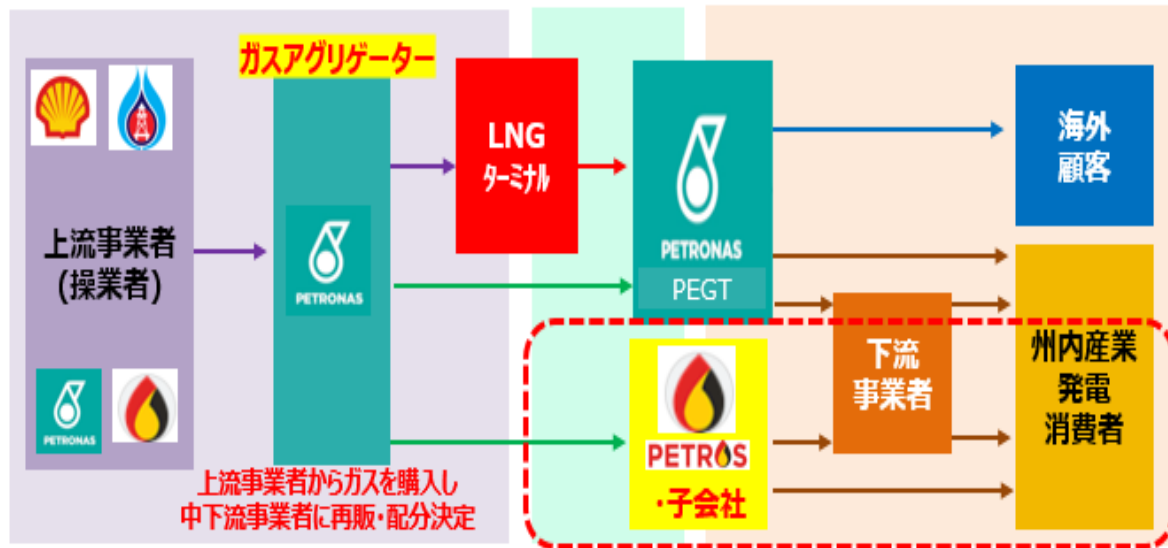 ガスアグリゲーター
上流事業者
(操業者)
PETRONAS
PETRONAS
上流事業者からガスを購入し
中下流事業者に再販・配分決定
LNG
ターミナル
PETRONAS
PEGT
PETROS
・子会社
下流
事業者
海外
顧客
州内産業
発電
消費者